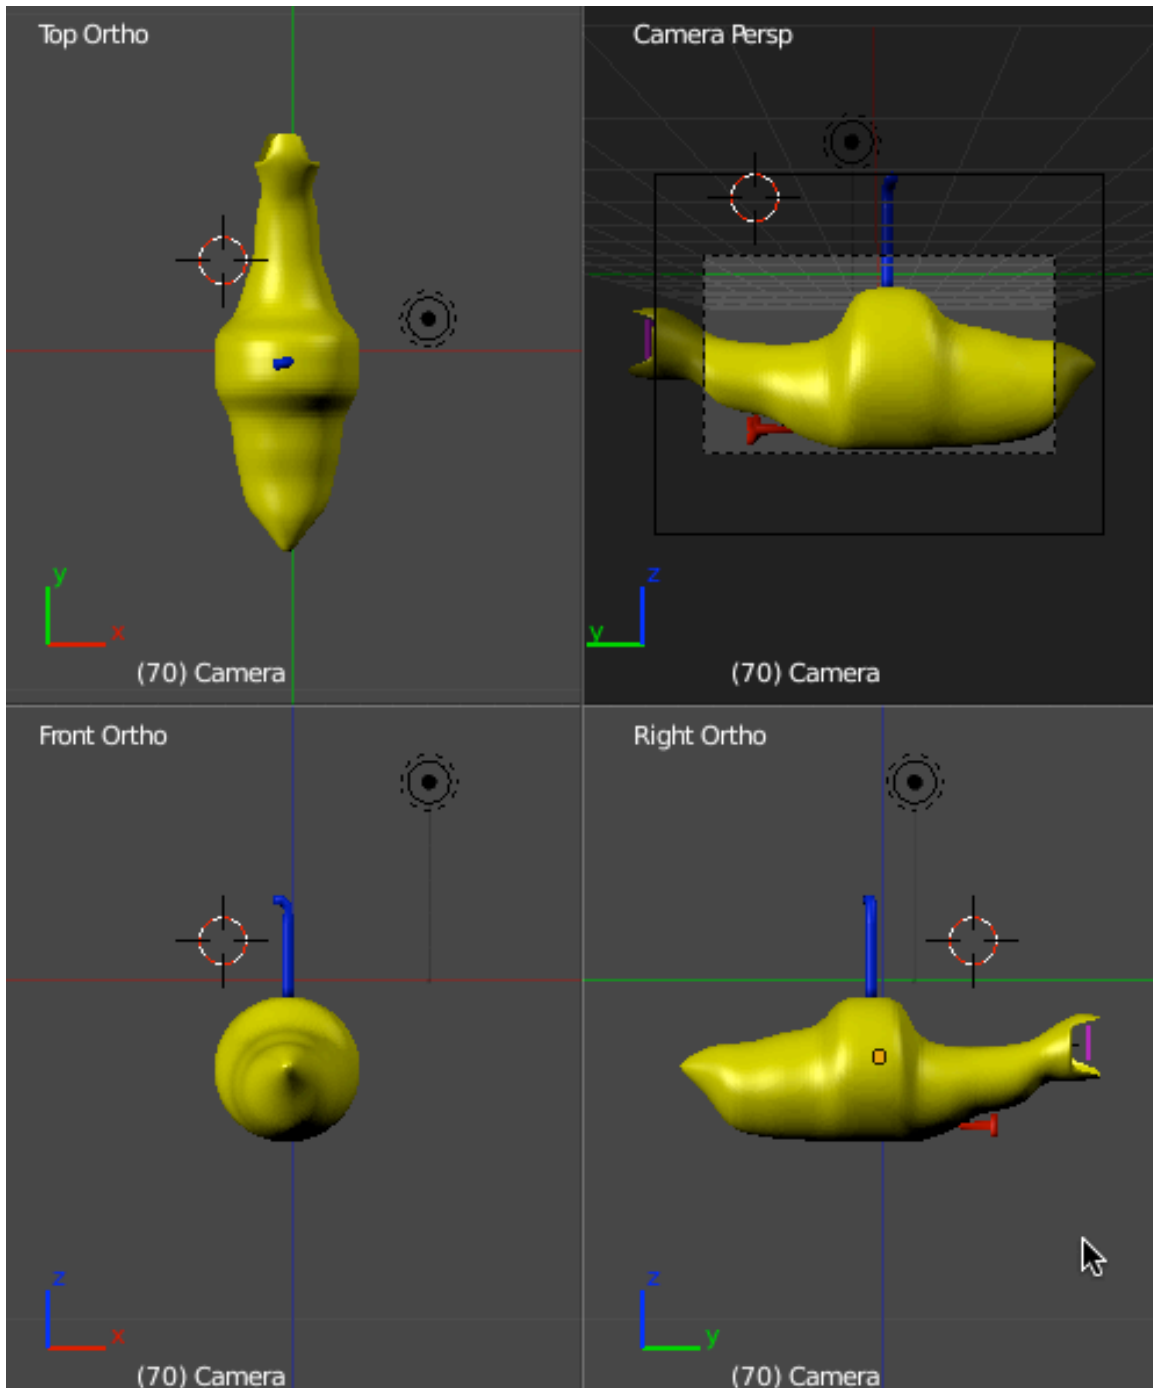 Top Ortho
y
x
(70) Camera
Camera Persp
z
y
(70) Camera
Front Ortho
z
x
(70) Camera
Right Ortho
z
y
(70) Camera